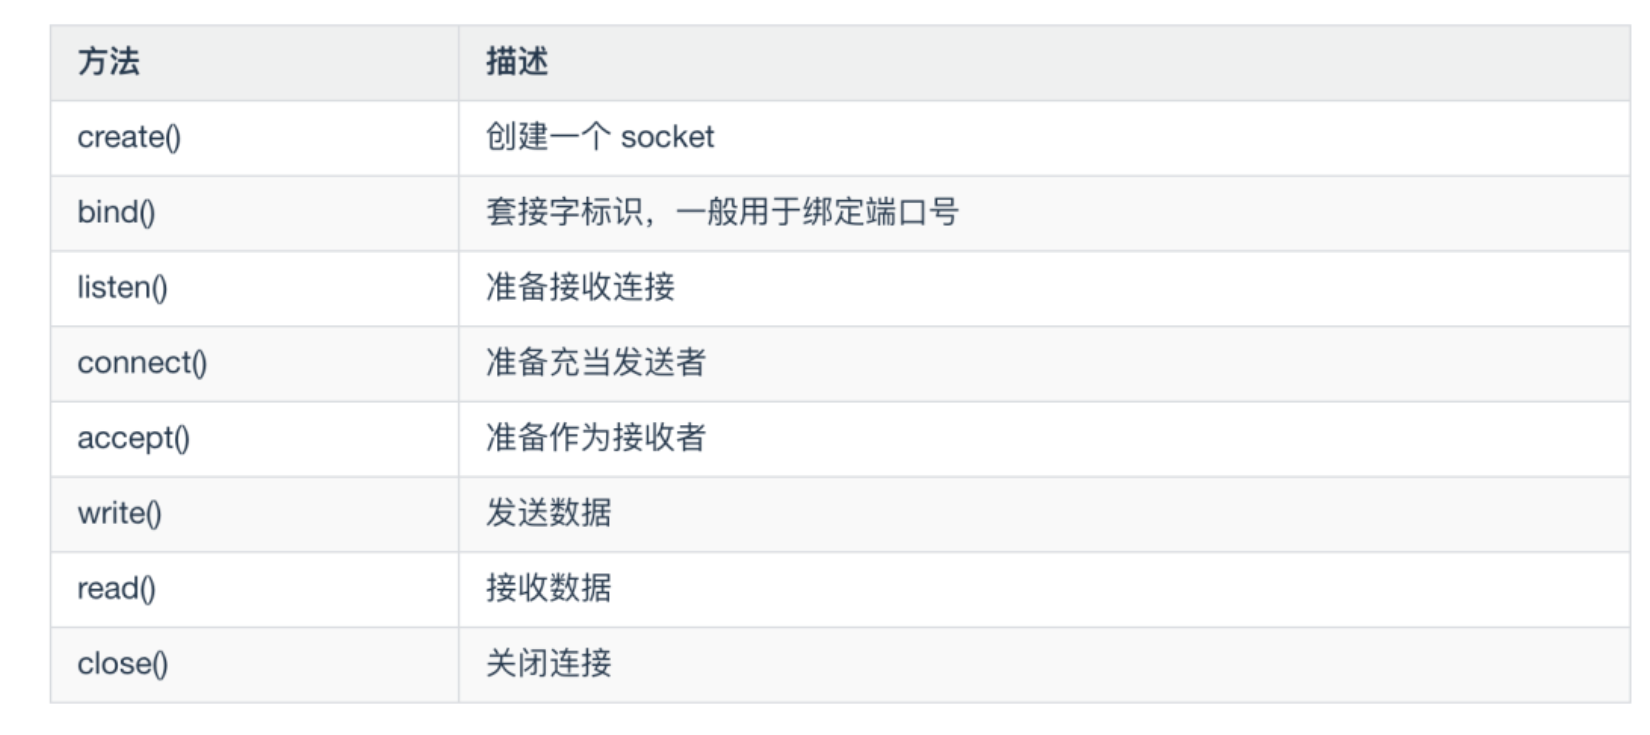 方法 描述
create() 创建一个 socket
bind() 套接字标识，一般用于绑定端口号
listen() 准备接收连接
connect() 准备充当发送者
accept() 准备作为接收者
write() 发送数据
read() 接收数据
close() 关闭连接